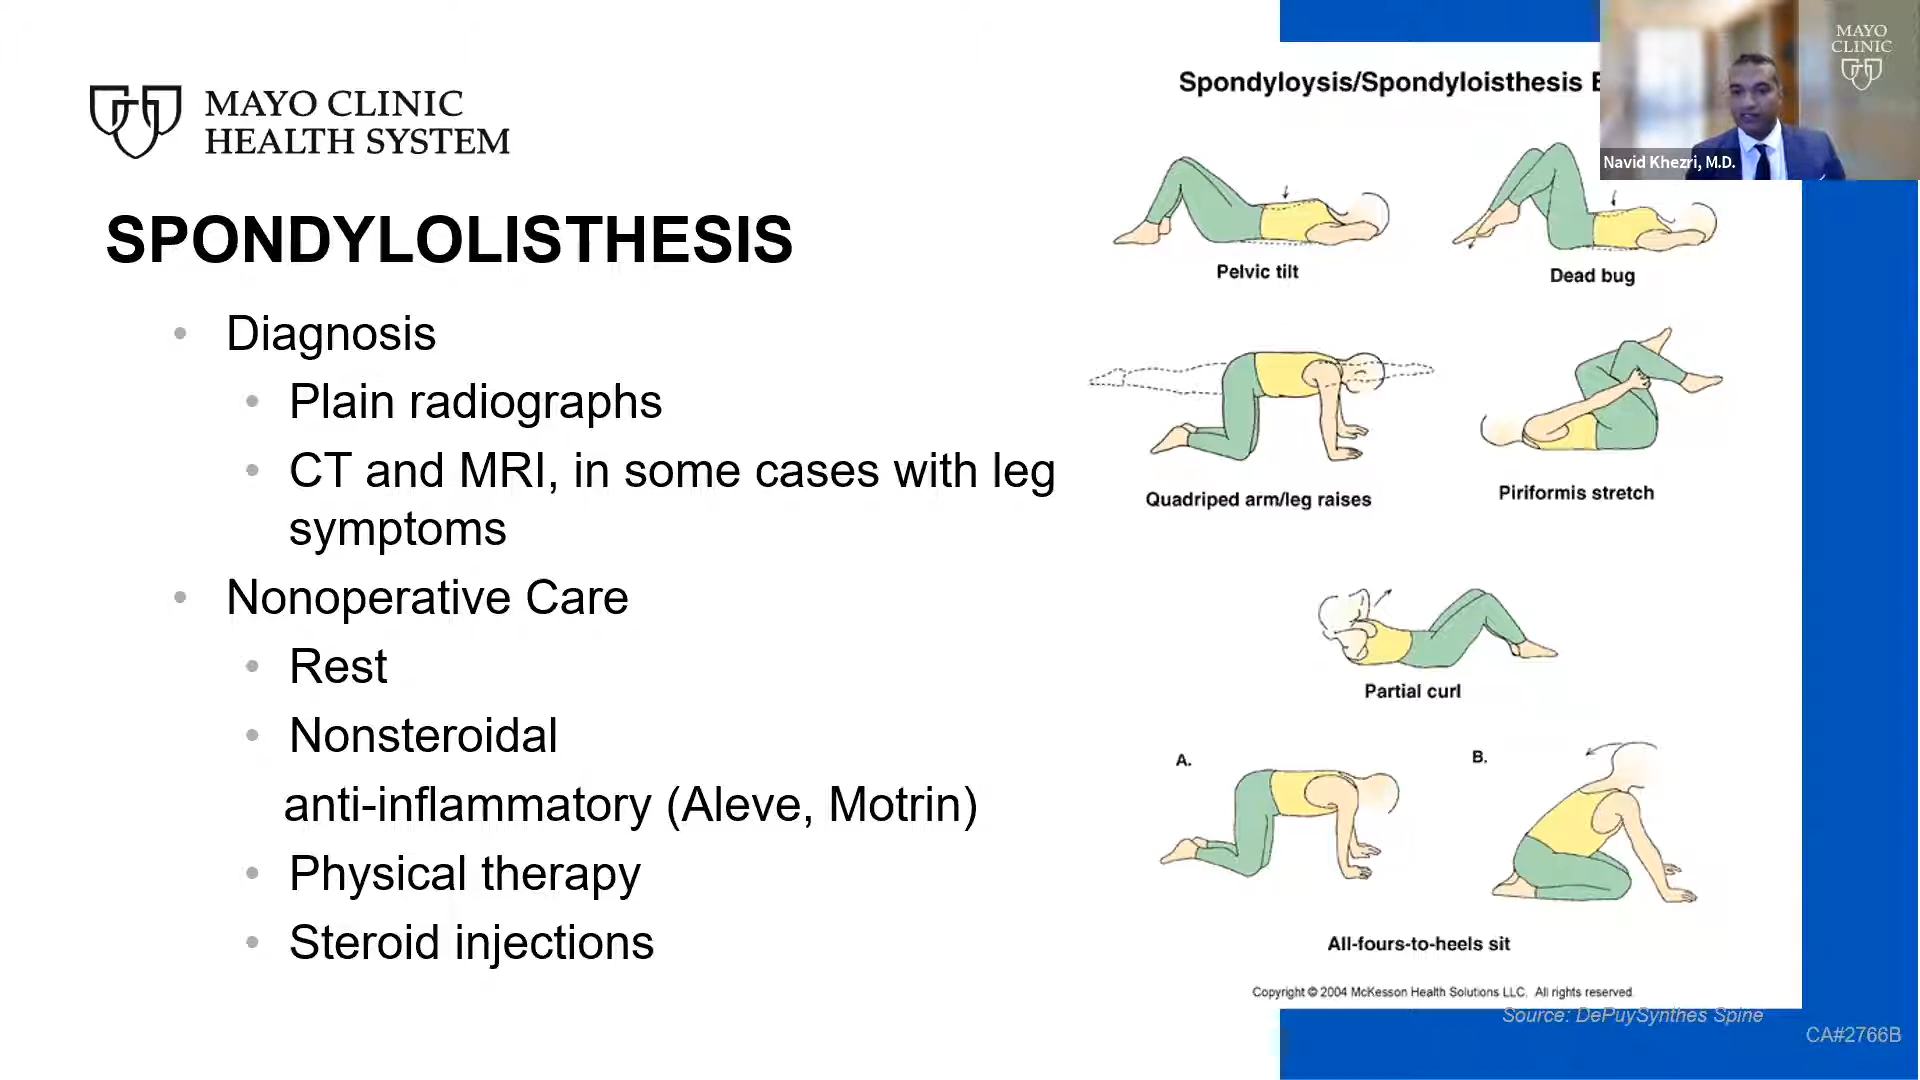 MAYO CLINIC
HEALTH SYSTEM
SPONDYLOLISTHESIS
• Diagnosis
• Plain radiographs
• CT and MRI, in some cases with leg
symptoms
• Nonoperative Care
• Rest
• Nonsteroidal
anti-inflammatory (Aleve, Motrin)
• Physical therapy
• Steroid injections
Spondyloysis/Spondyloisthesis
MAYO
CLINIC
Navid Khezri, M.D.
Pelvic tilt
Dead bug
Quadriped arm/leg raises
Piriformis stretch
Partial curl
A.
B.
All-fours-to-heels sit
Copyright © 2004 McKesson Health Solutions LLC. All rights reserved.
Source: DePuySynthes Spine
CA#2766B